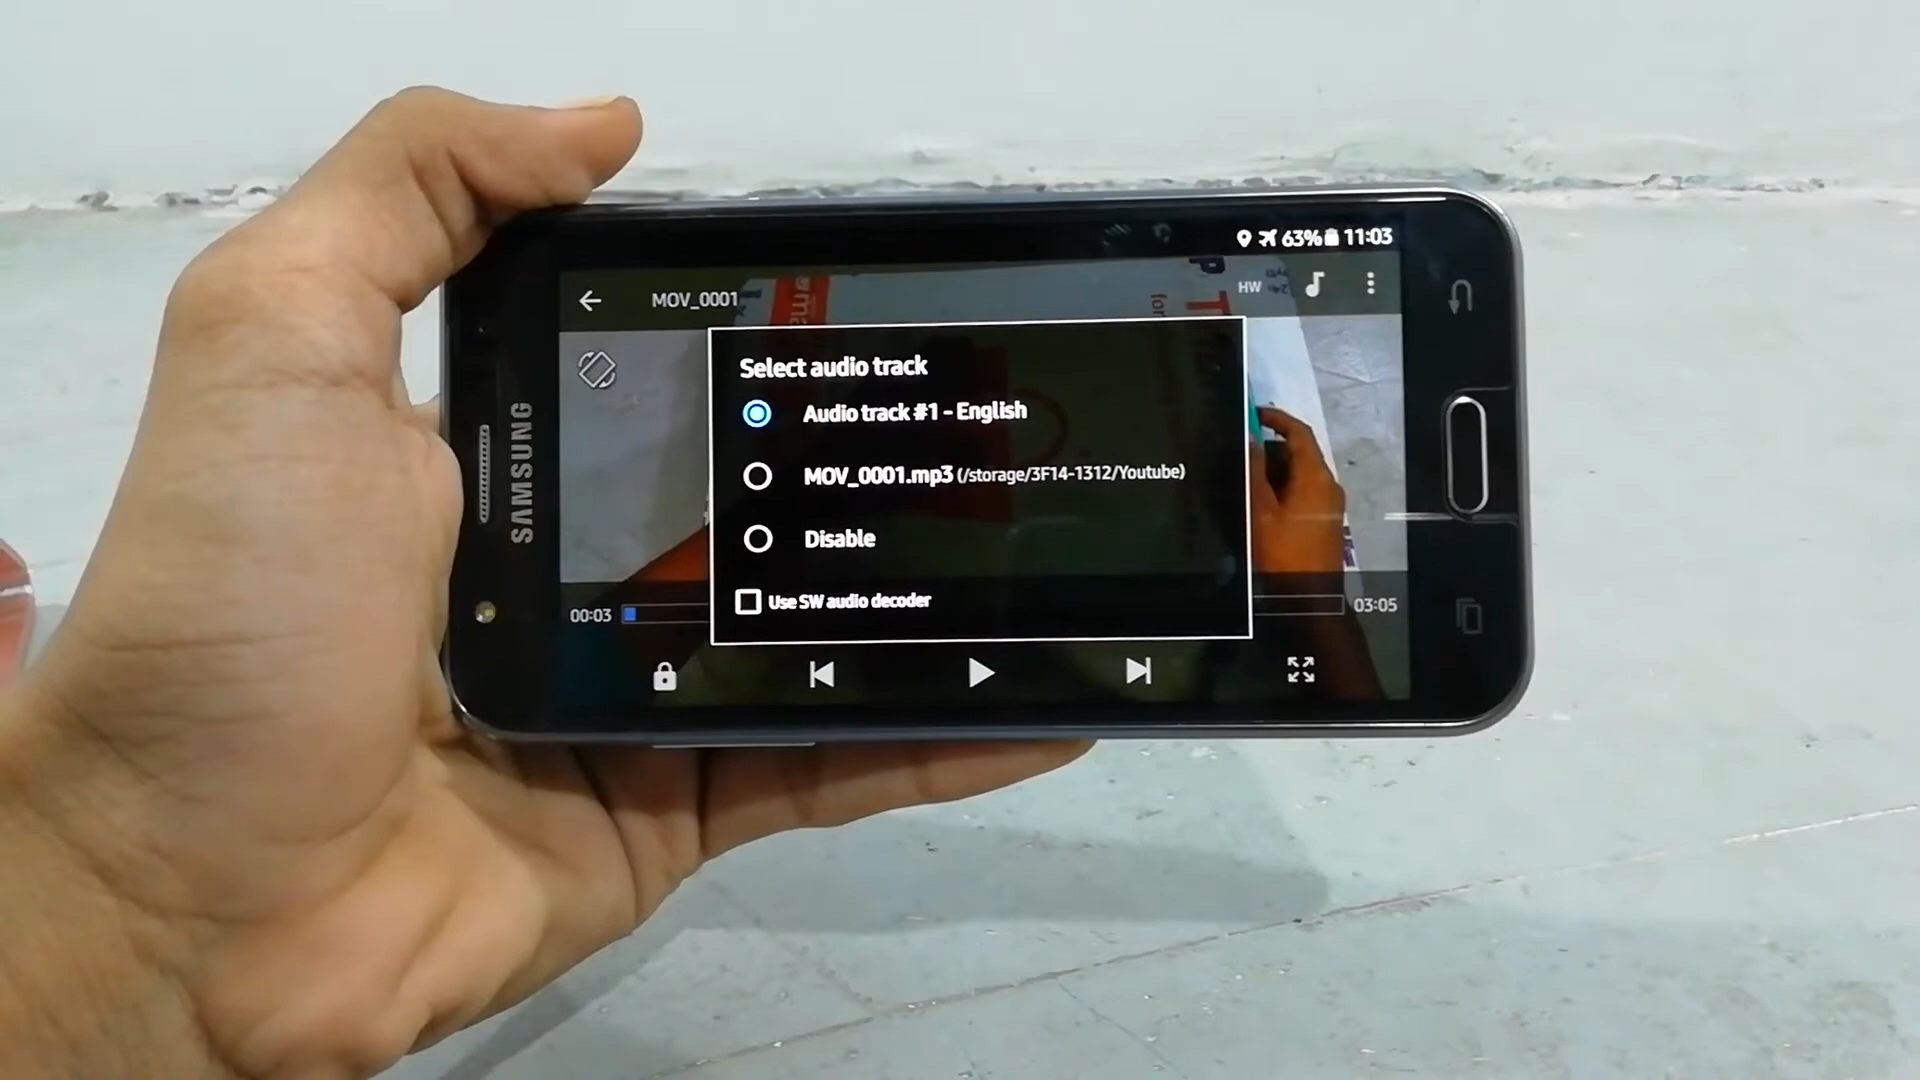 63% 11:03
MOV_0001
HW
Select audio track
Audio track #1 - English
MOV_0001.mp3 (/storage/3F14-1312/Youtube)
Disable
Use SW audio decoder
00:03
03:05
SAMSUNG